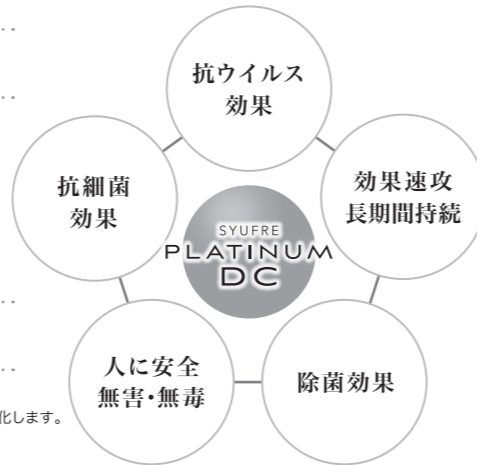 抗ウイルス
効果
抗細菌
効果
効果速攻
長期間持続
SYUFRE
PLATINUM
DC
人に安全
無害・無毒
除菌効果
化します。